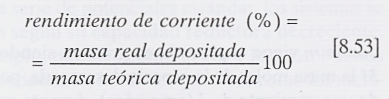 rendimiento de corriente (%) =
= masa real depositada
masa teórica depositada 100
[8.53]